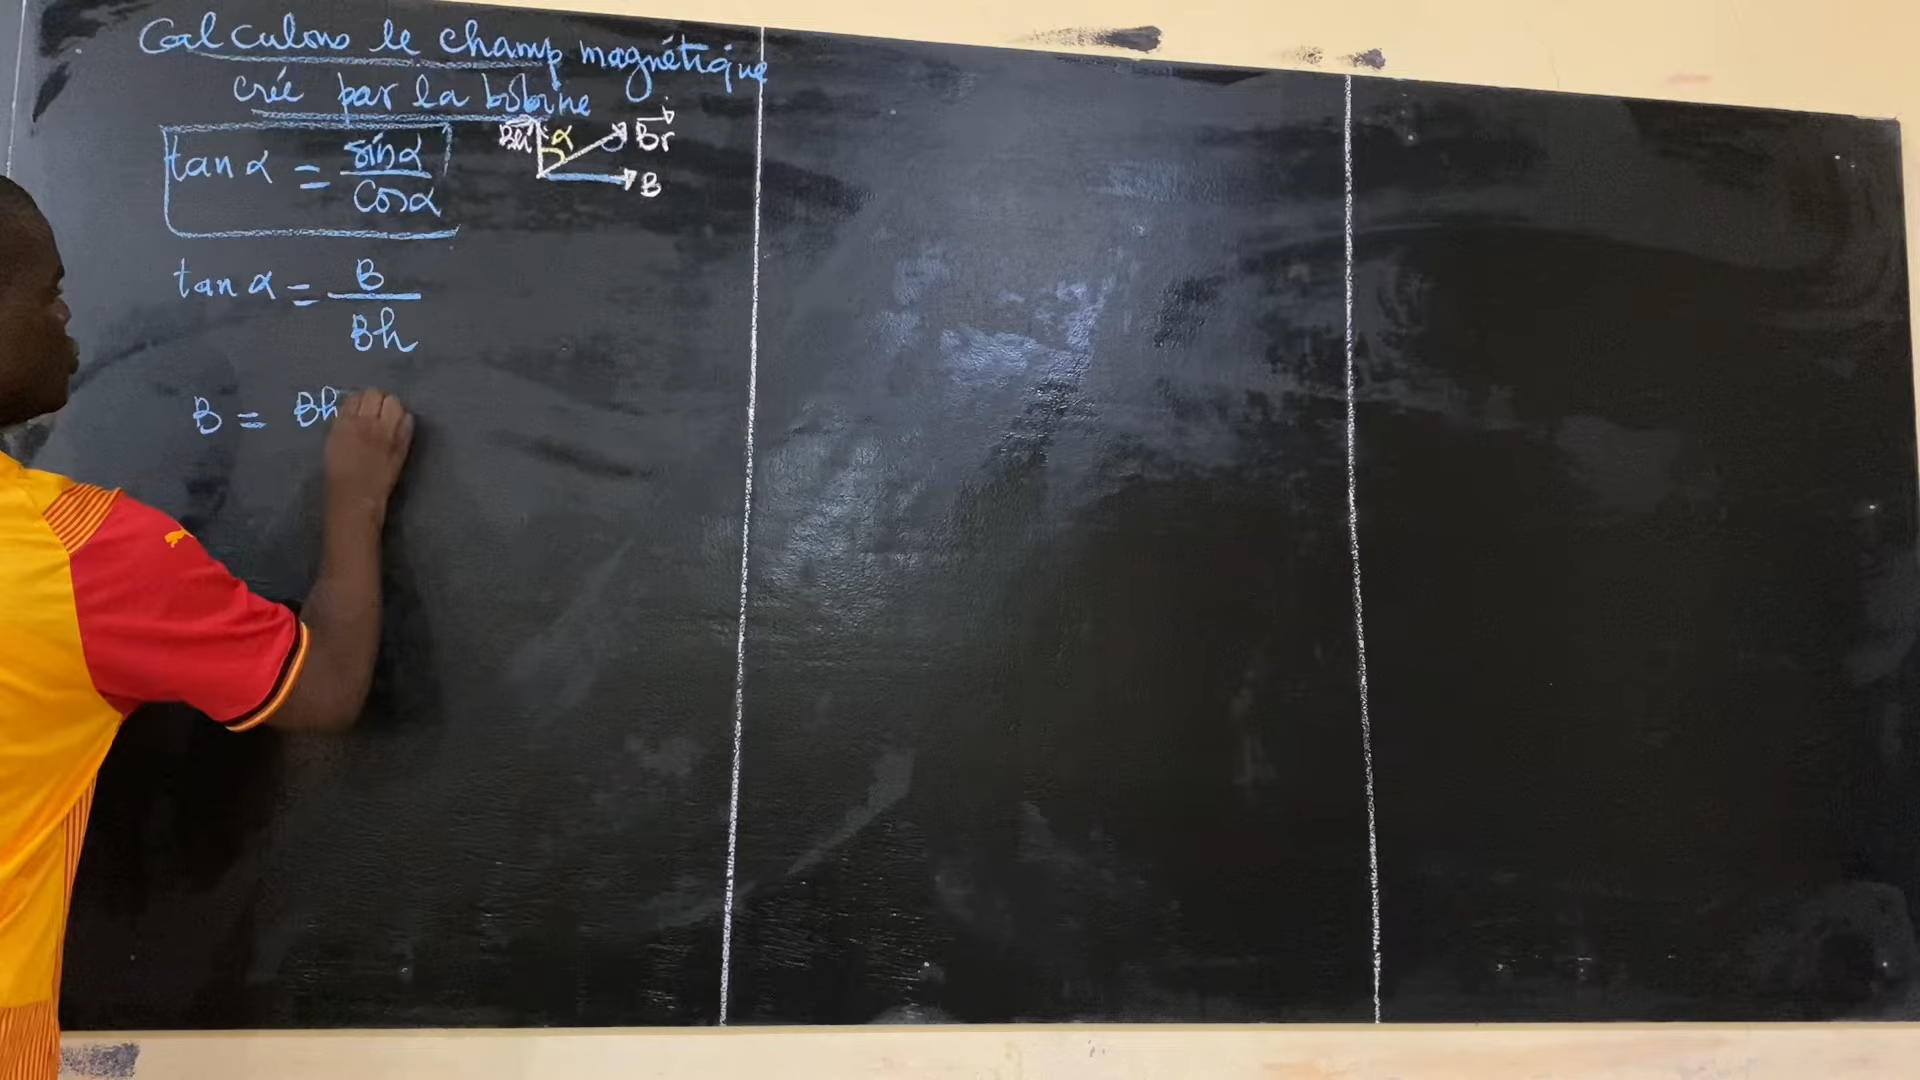 Calculons le champ magnétique
crée par la bobine
tan α = sin α / cos α
Bh α Br
B
tan α = B / Bh
B = Bh